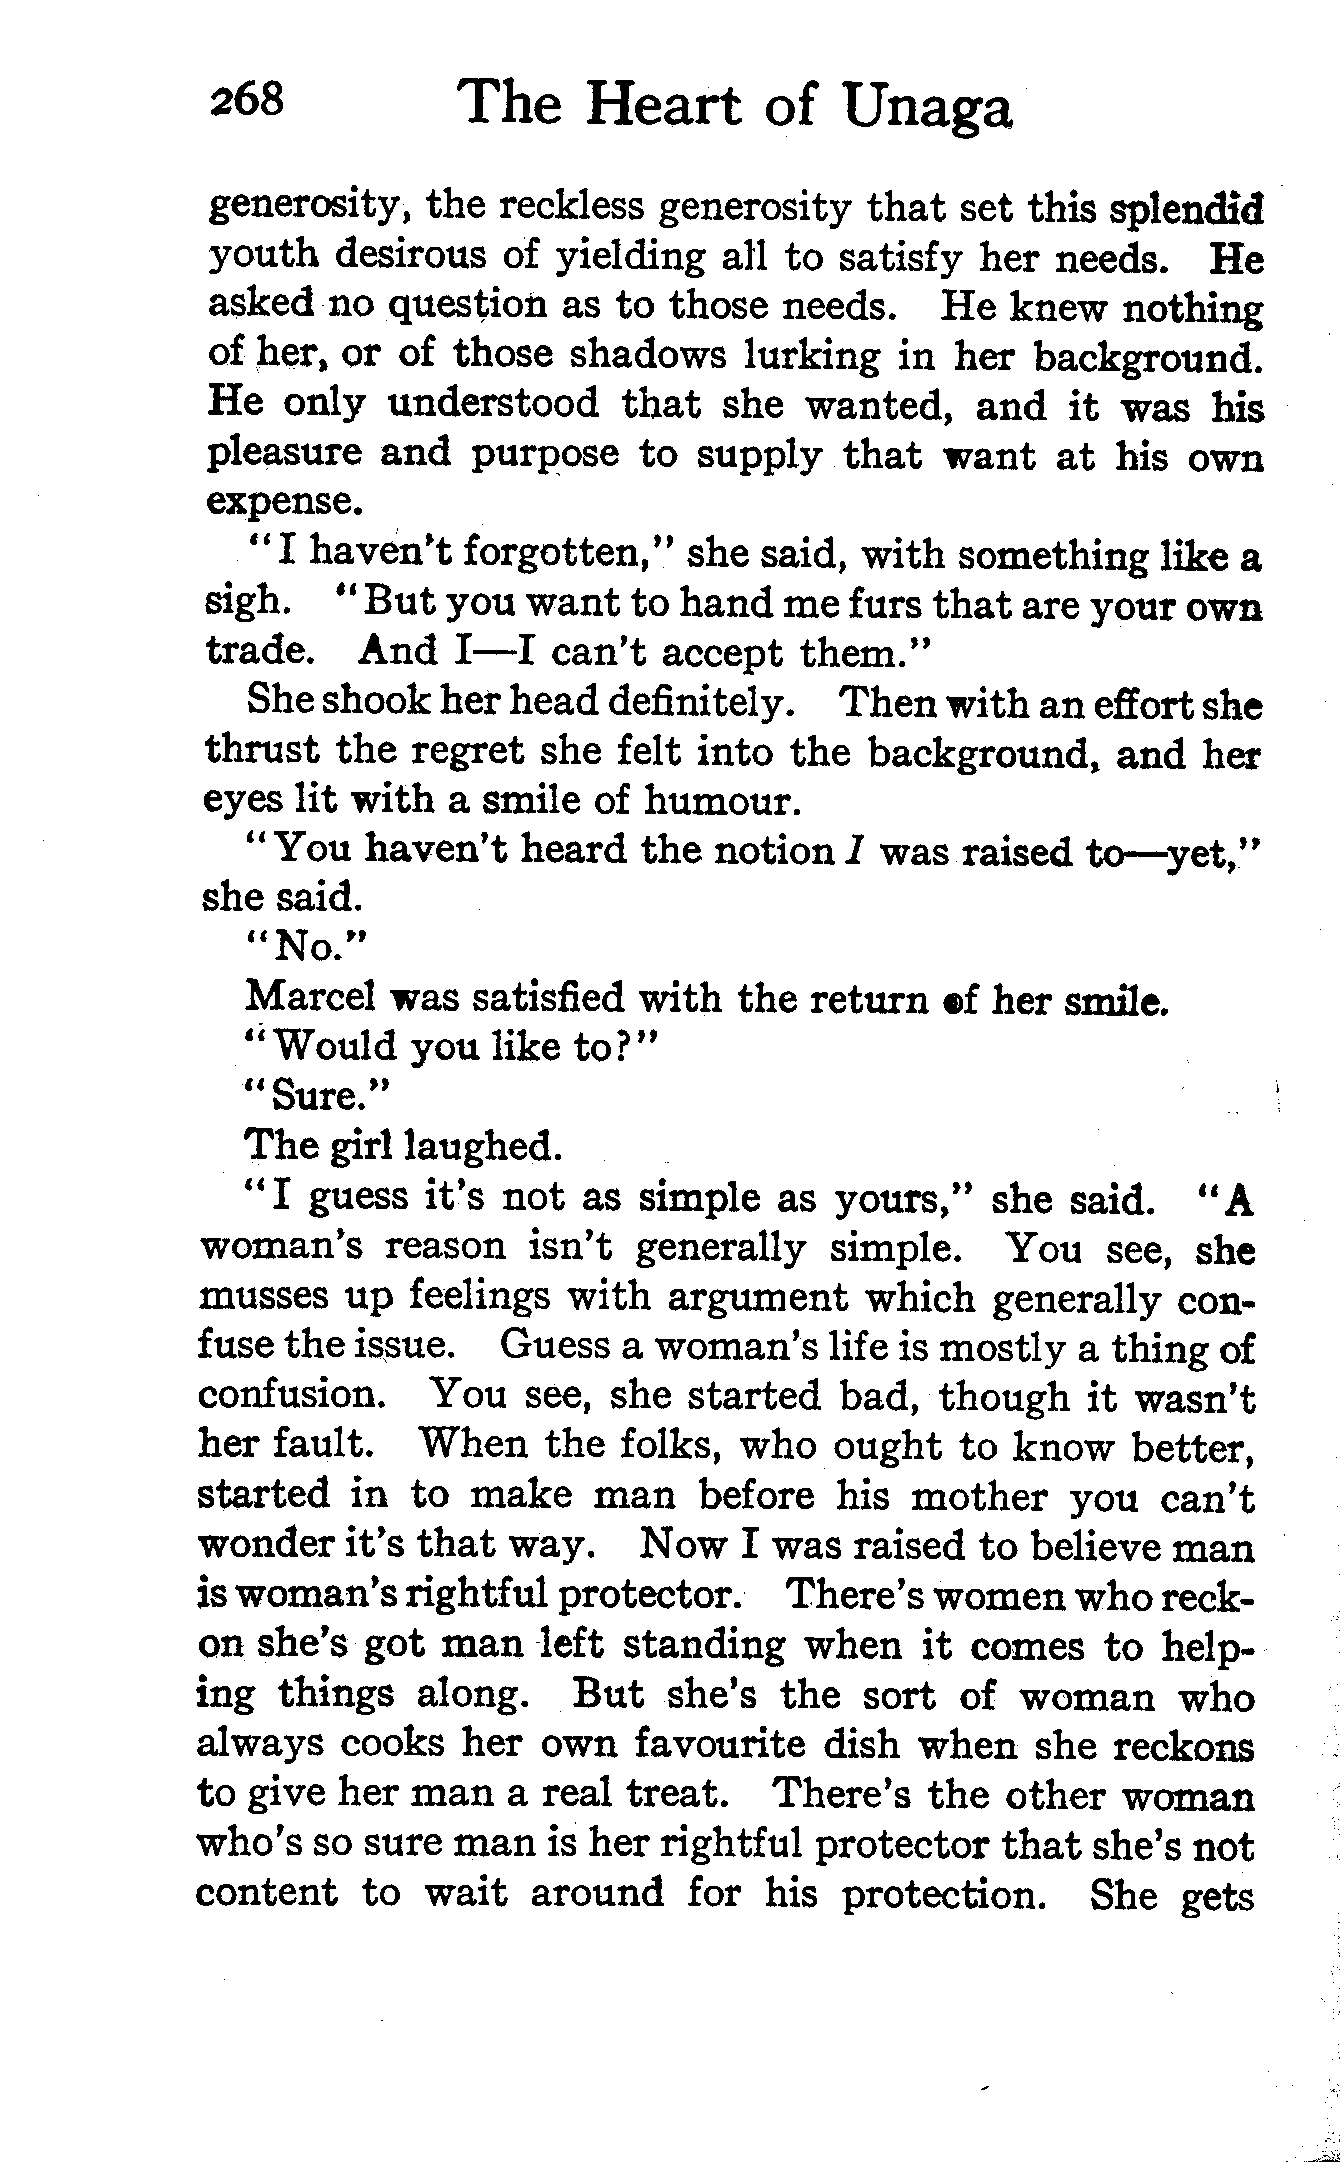 268 The Heart of Unaga
generosity, the reckless generosity that set this splendid
youth desirous of yielding all to satisfy her needs. He
asked no question as to those needs. He knew nothing
of her, or of those shadows lurking in her background.
He only understood that she wanted, and it was his
pleasure and purpose to supply that want at his own
expense.
"I haven't forgotten," she said, with something like a
sigh. "But you want to hand me furs that are your own
trade. And I—I can't accept them."
She shook her head definitely. Then with an effort she
thrust the regret she felt into the background, and her
eyes lit with a smile of humour.
"You haven't heard the notion I was raised to—yet,"
she said.
"No."
Marcel was satisfied with the return of her smile.
"Would you like to?"
"Sure."
The girl laughed.
"I guess it's not as simple as yours," she said. "A
woman's reason isn't generally simple. You see, she
musses up feelings with argument which generally con-
fuse the issue. Guess a woman's life is mostly a thing of
confusion. You see, she started bad, though it wasn't
her fault. When the folks, who ought to know better,
started in to make man before his mother you can't
wonder it's that way. Now I was raised to believe man
is woman's rightful protector. There's women who reck-
on she's got man left standing when it comes to help-
ing things along. But she's the sort of woman who
always cooks her own favourite dish when she reckons
to give her man a real treat. There's the other woman
who's so sure man is her rightful protector that she's not
content to wait around for his protection. She gets